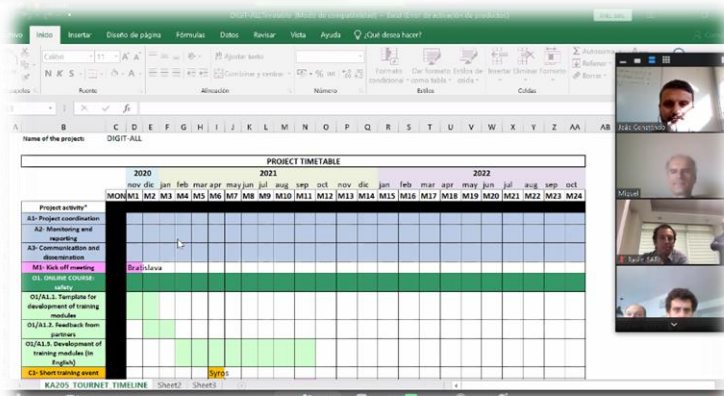 Inicio Insertar Diseño de página Fórmulas Datos Revisar Vista Ayuda ¿Qué desea hacer?
Calibri 11
Ajustar texto
N K S
Combinar y centrar
Formato condicional Dar formato como tabla Estilos de celda
Insertar Eliminar Formato
Rellenar
Borrar
Fuente Alineación Número Estilos Celdas
A B C D E F G H I J K L M N O P Q R S T U V W X Y Z AA AB
Name of the project: DIGIT-ALL
PROJECT TIMETABLE
2020 2021 2022
nov dic jan feb mar apr may jun jul aug sep oct nov dic jan feb mar apr may jun jul aug sep oct
MON M1 M2 M3 M4 M5 M6 M7 M8 M9 M10 M11 M12 M13 M14 M15 M16 M17 M18 M19 M20 M21 M22 M23 M24
Project activity*
A1- Project coordination
A2- Monitoring and
reporting
A3- Communication and
dissemination
M1- Kick off meeting Bratislava
O1. ONLINE COURSE:
safety
O1/A1.1. Template for
development of training
modules
O1/A1.2. Feedback from
partners
O1/A1.3. Development of
training modules (in
English)
C1- Short training event Syros
KA205_TOURNET_TIMELINE Sheet2 Sheet3
Miguel